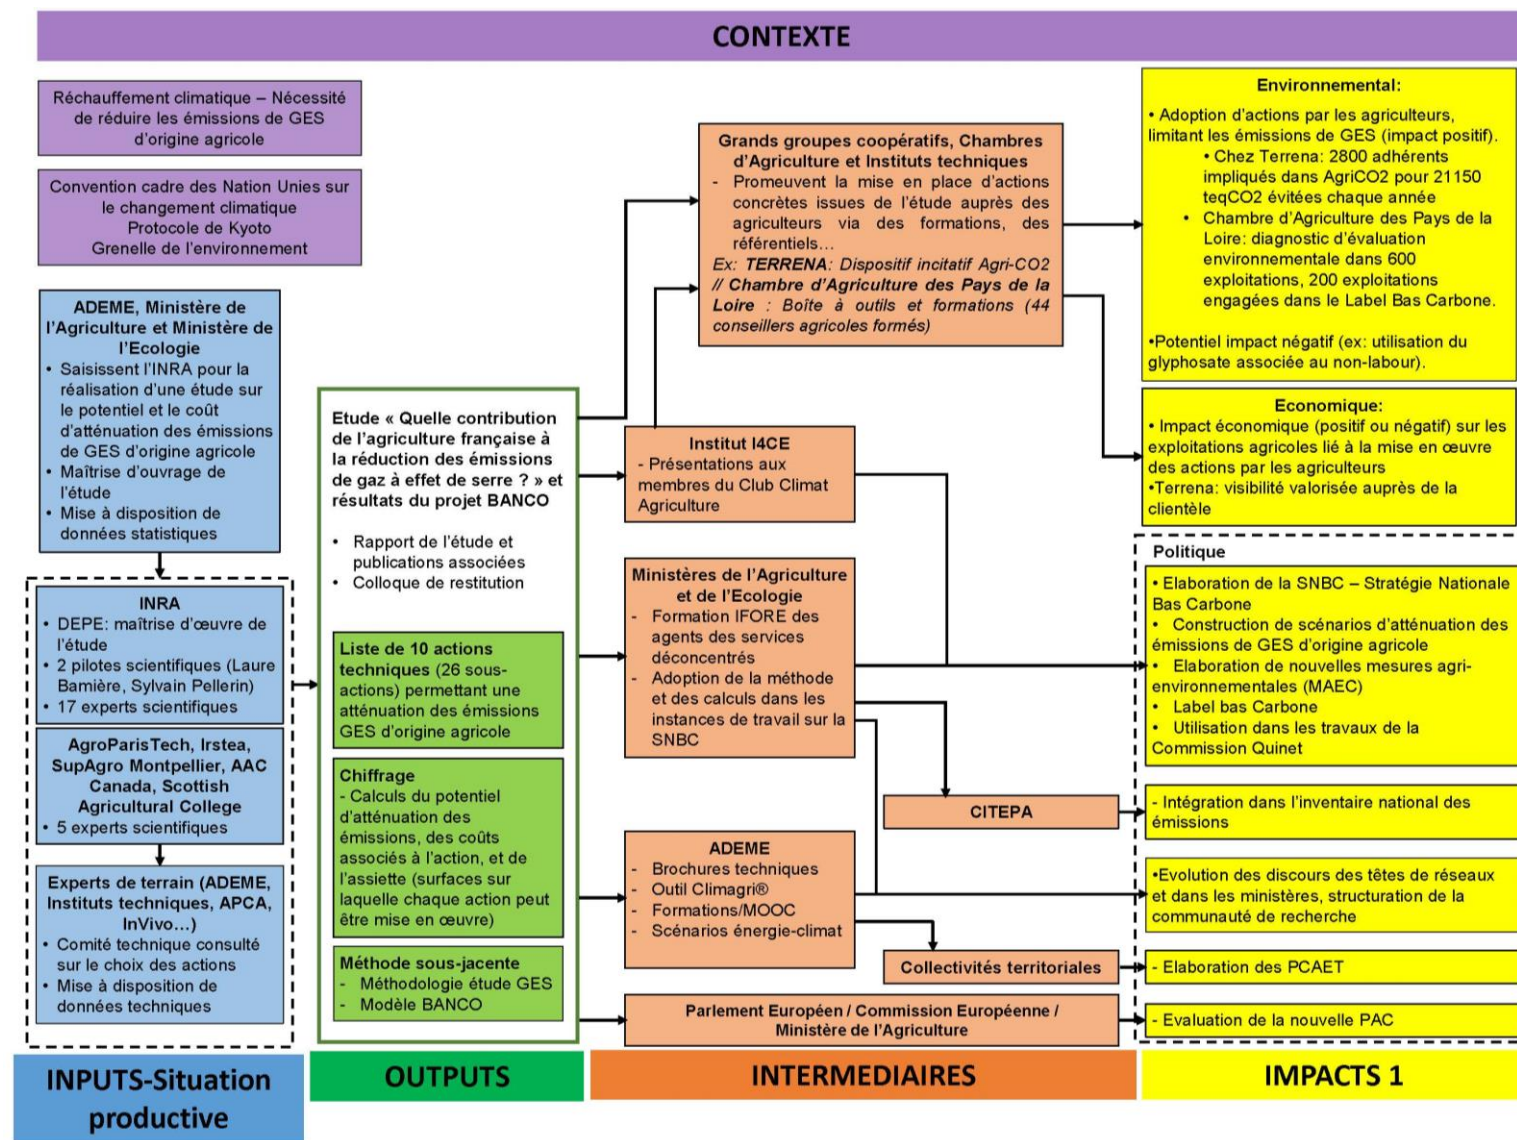 CONTEXTE
Réchauffement climatique – Nécessité
de réduire les émissions de GES
d'origine agricole
Convention cadre des Nation Unies sur
le changement climatique
Protocole de Kyoto
Grenelle de l'environnement
ADEME, Ministère de
l'Agriculture et Ministère de
l'Ecologie
• Saisissent l'INRA pour la
réalisation d'une étude sur
le potentiel et le coût
d'atténuation des émissions
de GES d'origine agricole
• Maîtrise d'ouvrage de
l'étude
• Mise à disposition de
données statistiques
INRA
• DEPE: maîtrise d'œuvre de
l'étude
• 2 pilotes scientifiques (Laure
Bamière, Sylvain Pellerin)
• 17 experts scientifiques
AgroParisTech, Irstea,
SupAgro Montpellier, AAC
Canada, Scottish
Agricultural College
• 5 experts scientifiques
Experts de terrain (ADEME,
Instituts techniques, APCA,
InVivo…)
• Comité technique consulté
sur le choix des actions
• Mise à disposition de
données techniques
INPUTS-Situation
productive
Etude « Quelle contribution
de l'agriculture française à
la réduction des émissions
de gaz à effet de serre ? » et
résultats du projet BANCO
• Rapport de l'étude et
publications associées
• Colloque de restitution
Liste de 10 actions
techniques (26 sous-
actions) permettant une
atténuation des émissions
GES d'origine agricole
Chiffrage
- Calculs du potentiel
d'atténuation des
émissions, des coûts
associés à l'action, et de
l'assiette (surfaces sur
laquelle chaque action peut
être mise en œuvre)
Méthode sous-jacente
- Méthodologie étude GES
- Modèle BANCO
OUTPUTS
Grands groupes coopératifs, Chambres
d'Agriculture et Instituts techniques
- Promeuvent la mise en place d'actions
concrètes issues de l'étude auprès des
agriculteurs via des formations, des
référentiels…
Ex: TERRENA: Dispositif incitatif Agri-CO2
// Chambre d'Agriculture des Pays de la
Loire : Boîte à outils et formations (44
conseillers agricoles formés)
Institut I4CE
- Présentations aux
membres du Club Climat
Agriculture
Ministères de l'Agriculture
et de l'Ecologie
- Formation IFORE des
agents des services
déconcentrés
- Adoption de la méthode
et des calculs dans les
instances de travail sur la
SNBC
CITEPA
ADEME
- Brochures techniques
- Outil Climagri®
- Formations/MOOC
- Scénarios énergie-climat
Collectivités territoriales
Parlement Européen / Commission Européenne /
Ministère de l'Agriculture
INTERMEDIAIRES
Environnemental:
• Adoption d'actions par les agriculteurs,
limitant les émissions de GES (impact positif).
• Chez Terrena: 2800 adhérents
impliqués dans AgriCO2 pour 21150
teqCO2 évitées chaque année
• Chambre d'Agriculture des Pays de la
Loire: diagnostic d'évaluation
environnementale dans 600
exploitations, 200 exploitations
engagées dans le Label Bas Carbone.
•Potentiel impact négatif (ex: utilisation du
glyphosate associée au non-labour).
Economique:
• Impact économique (positif ou négatif) sur les
exploitations agricoles lié à la mise en œuvre
des actions par les agriculteurs
•Terrena: visibilité valorisée auprès de la
clientèle
Politique
• Elaboration de la SNBC – Stratégie Nationale
Bas Carbone
• Construction de scénarios d'atténuation des
émissions de GES d'origine agricole
• Elaboration de nouvelles mesures agri-
environnementales (MAEC)
• Label bas Carbone
• Utilisation dans les travaux de la
Commission Quinet
- Intégration dans l'inventaire national des
émissions
•Evolution des discours des têtes de réseaux
et dans les ministères, structuration de la
communauté de recherche
- Elaboration des PCAET
- Evaluation de la nouvelle PAC
IMPACTS 1